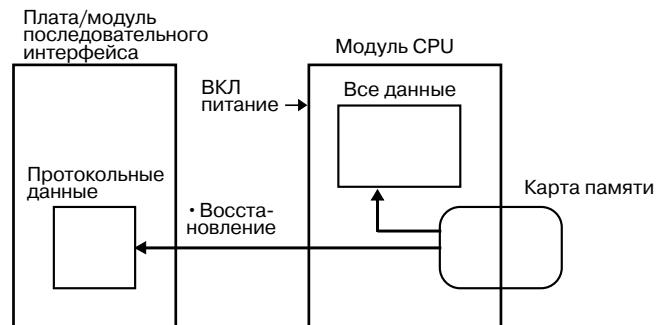 Плата/модуль
последовательного
интерфейса
Модуль CPU
ВКЛ
питание
Все данные
Протокольные
данные
• Восста-
новление
Карта памяти